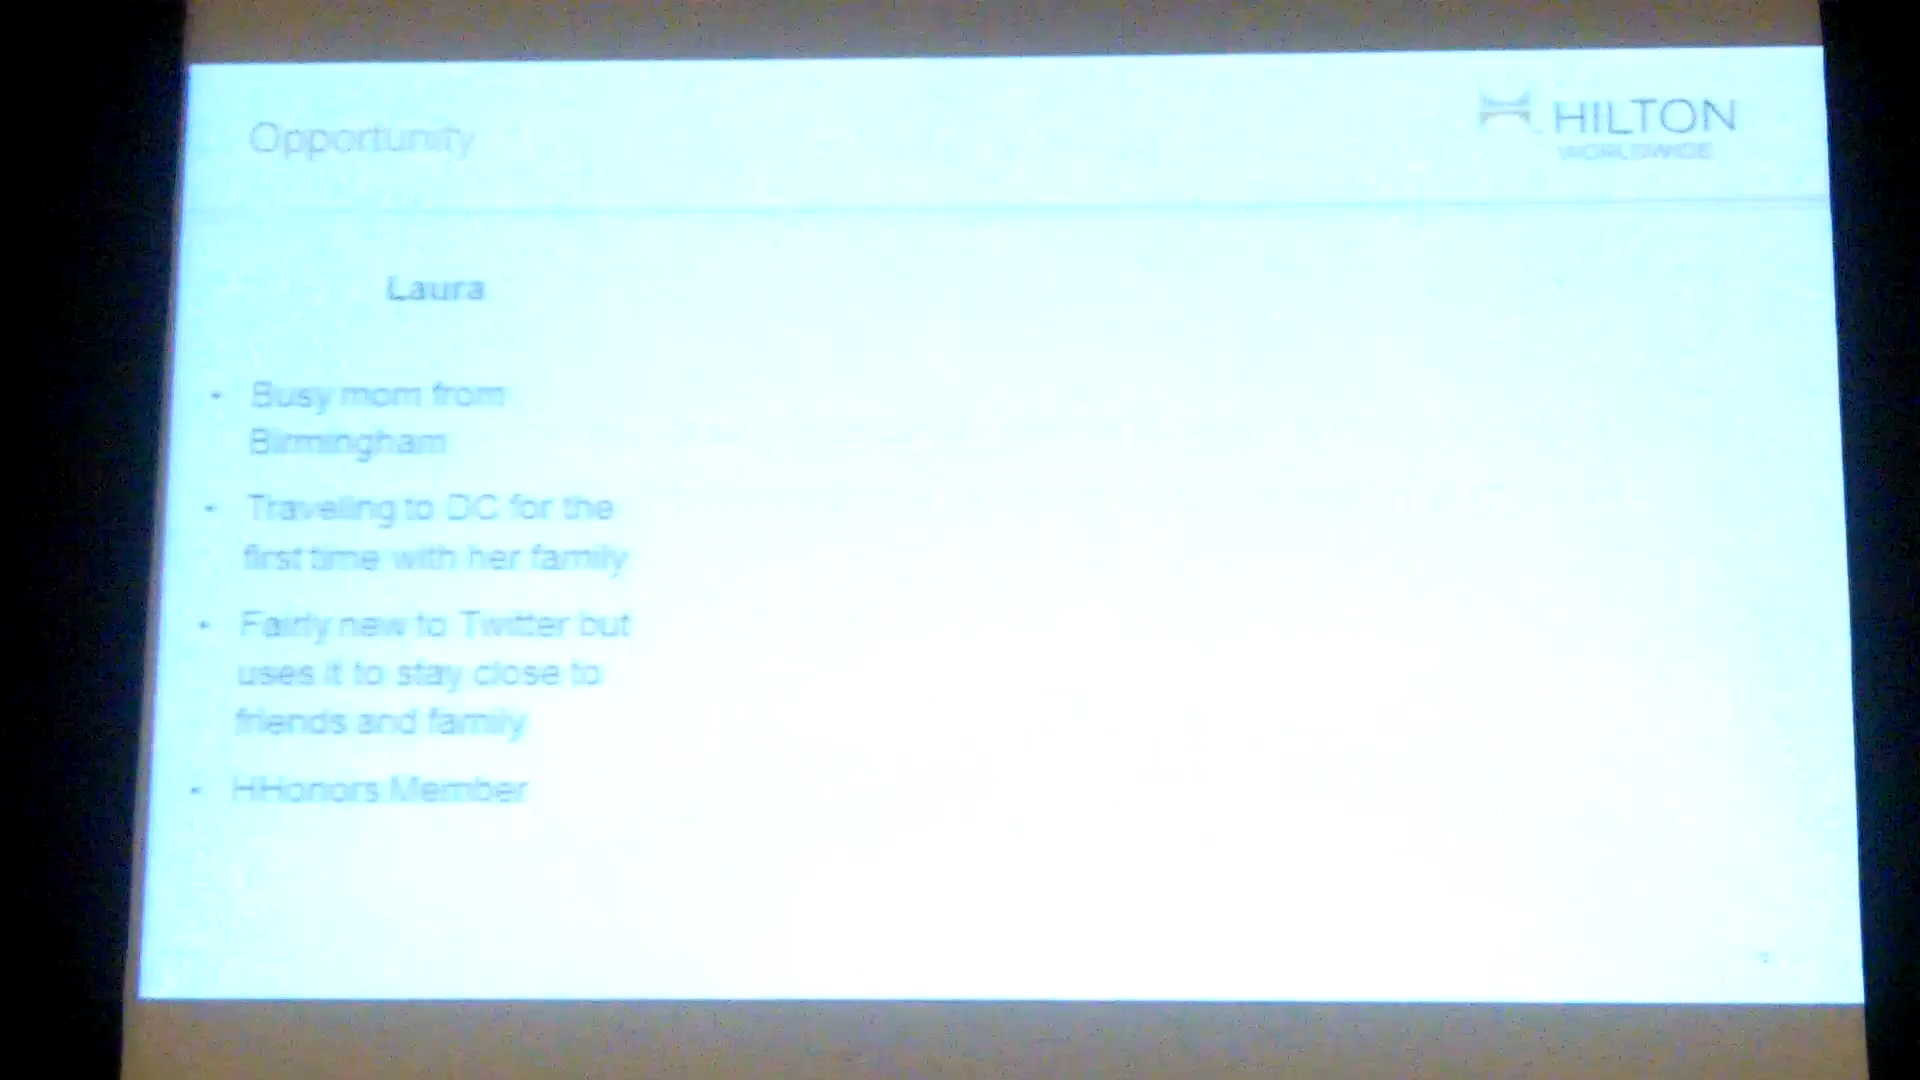 Opportunity
HILTON
WORLDWIDE
Laura
• Busy mom from
Birmingham
• Traveling to DC for the
first time with her family
• Fairly new to Twitter but
uses it to stay close to
friends and family
• HHonors Member